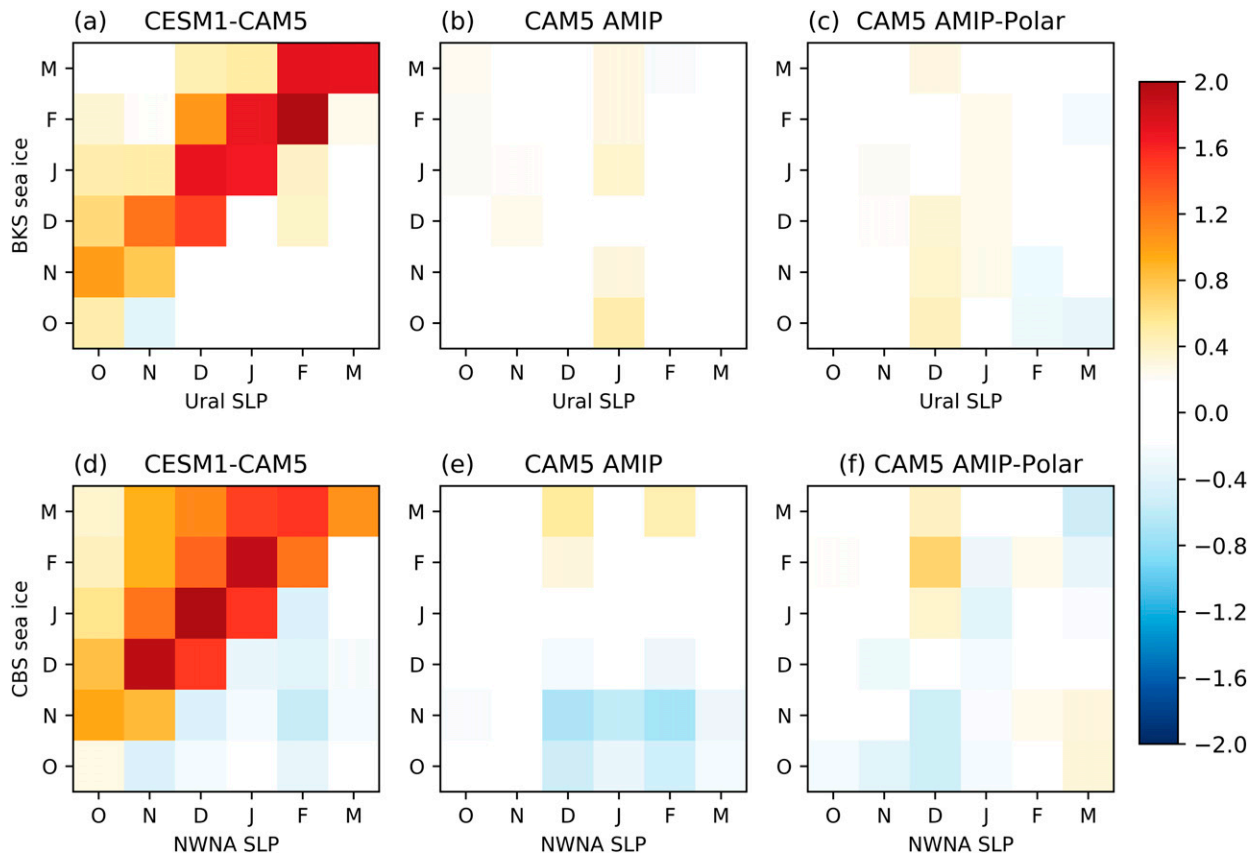 (a) CESM1-CAM5
(b) CAM5 AMIP
(c) CAM5 AMIP-Polar
BKS sea ice
M
F
J
D
N
O
O N D J F M
Ural SLP
M
F
J
D
N
O
O N D J F M
Ural SLP
M
F
J
D
N
O
O N D J F M
Ural SLP
2.0
1.6
1.2
0.8
0.4
0.0
−0.4
−0.8
−1.2
−1.6
−2.0
(d) CESM1-CAM5
(e) CAM5 AMIP
(f) CAM5 AMIP-Polar
CBS sea ice
M
F
J
D
N
O
O N D J F M
NWNA SLP
M
F
J
D
N
O
O N D J F M
NWNA SLP
M
F
J
D
N
O
O N D J F M
NWNA SLP